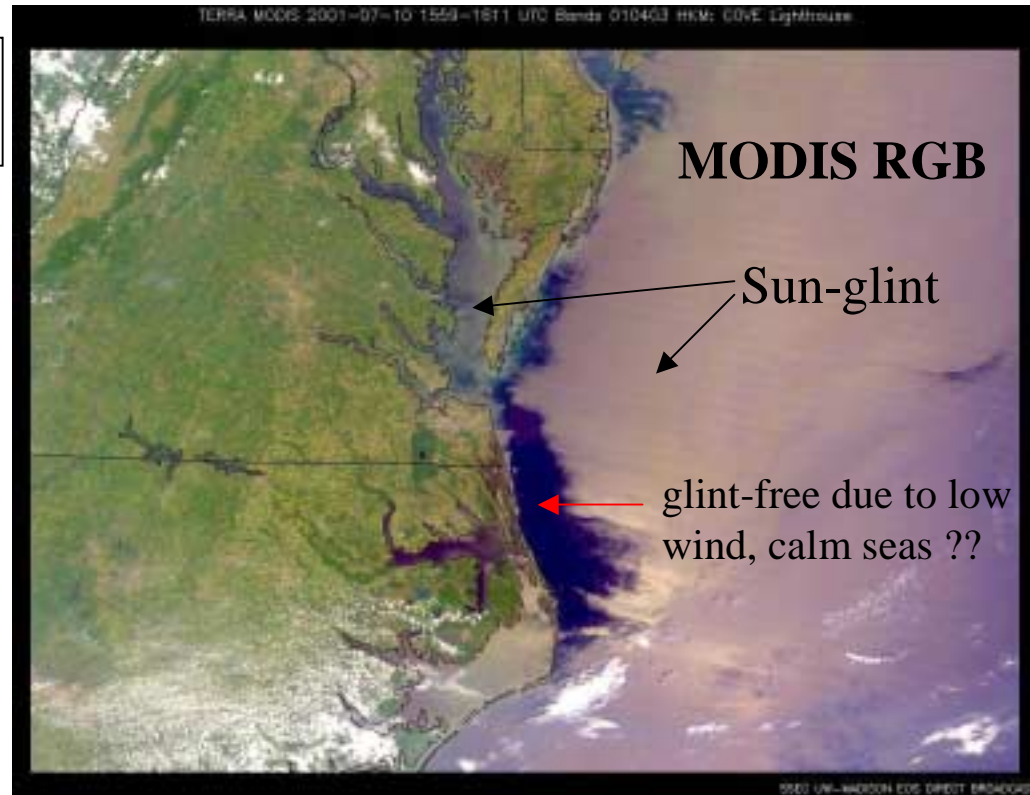 TERRA MODIS 2001-07-10 1559-1611 UTC Bands 010403 HKM: COVE Lighthouse
MODIS RGB
Sun-glint
glint-free due to low
wind, calm seas ??
SSEC UW-MADISON EOS DIRECT BROADCAST